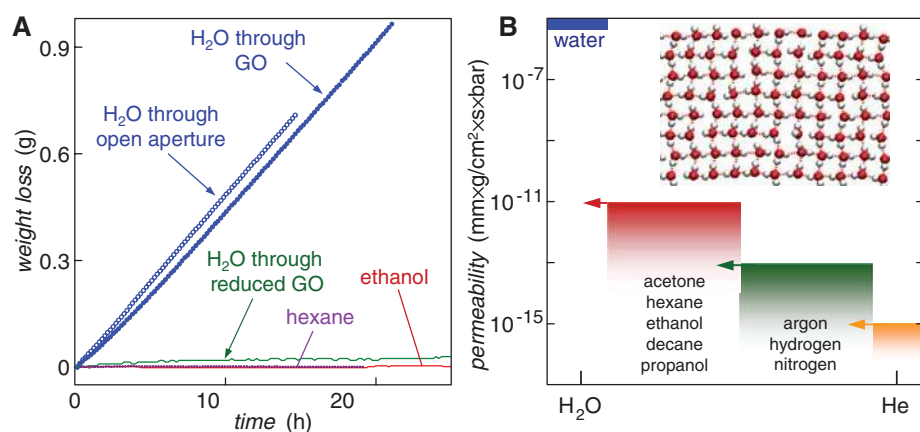 A
0.9
0.6
0.3
0
weight loss (g)
H₂O through
GO
H₂O through
open aperture
H₂O through
reduced GO
ethanol
hexane
0
10
20
time (h)
B
water
10⁻⁷
10⁻¹¹
10⁻¹⁵
permeability (mm×g/cm²×s×bar)
acetone
hexane
ethanol
decane
propanol
argon
hydrogen
nitrogen
H₂O
He